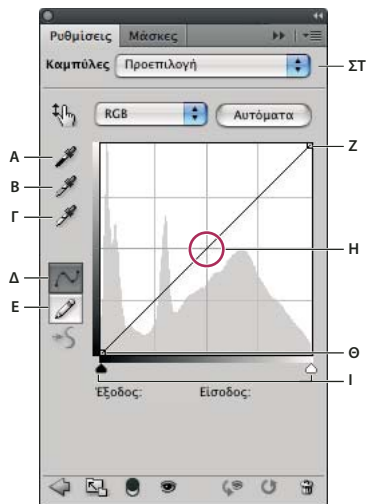 Ρυθμίσεις Μάσκες
Καμπύλες Προεπιλογή ΣΤ
RGB Αυτόματα
Α Ζ
Β
Γ
Η
Δ
Ε
Θ
Ι
Έξοδος: Είσοδος: